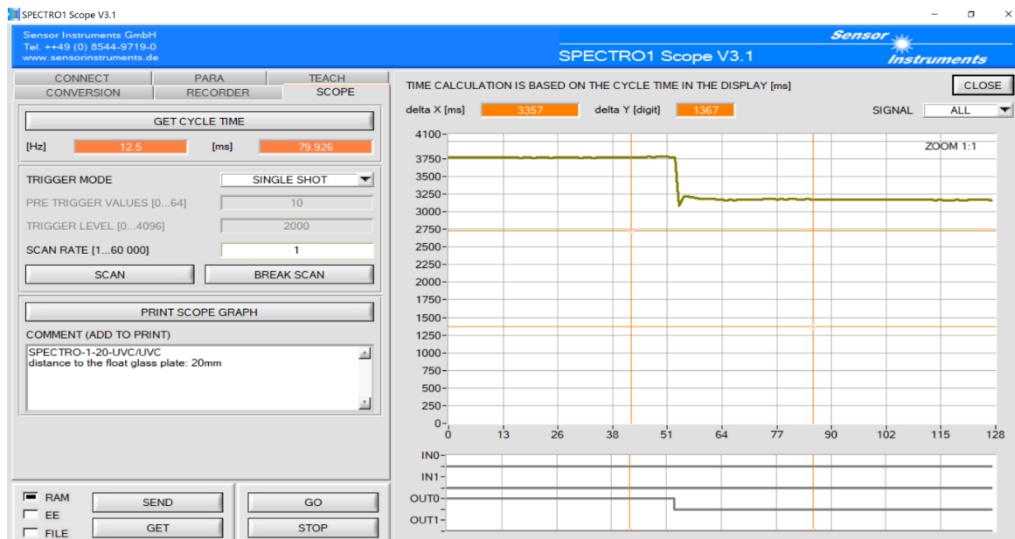 SPECTRO1 Scope V3.1
Sensor Instruments GmbH
Tel. ++49 (0) 8544-9719-0
www.sensorinstruments.de
SPECTRO1 Scope V3.1
Sensor
Instruments
CONNECT PARA TEACH
CONVERSION RECORDER SCOPE
GET CYCLE TIME
[Hz] 12.5 [ms] 79.926
TRIGGER MODE SINGLE SHOT
PRE TRIGGER VALUES [0...64] 10
TRIGGER LEVEL [0...4096] 2000
SCAN RATE [1...60 000] 1
SCAN BREAK SCAN
PRINT SCOPE GRAPH
COMMENT (ADD TO PRINT)
SPECTRO-1-20-UVC/UVC
distance to the float glass plate: 20mm
RAM SEND GO
EE
FILE GET STOP
TIME CALCULATION IS BASED ON THE CYCLE TIME IN THE DISPLAY [ms] CLOSE
delta X [ms] 3357 delta Y [digit] 1367 SIGNAL ALL
ZOOM 1:1
4100
3750
3500
3250
3000
2750
2500
2250
2000
1750
1500
1250
1000
750
500
250
0
0 13 26 38 51 64 77 90 102 115 128
IN0
IN1
OUT0
OUT1